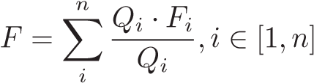 F = \sum_{i}^{n} \frac{Q_i \cdot F_i}{Q_i}, i \in [1, n]